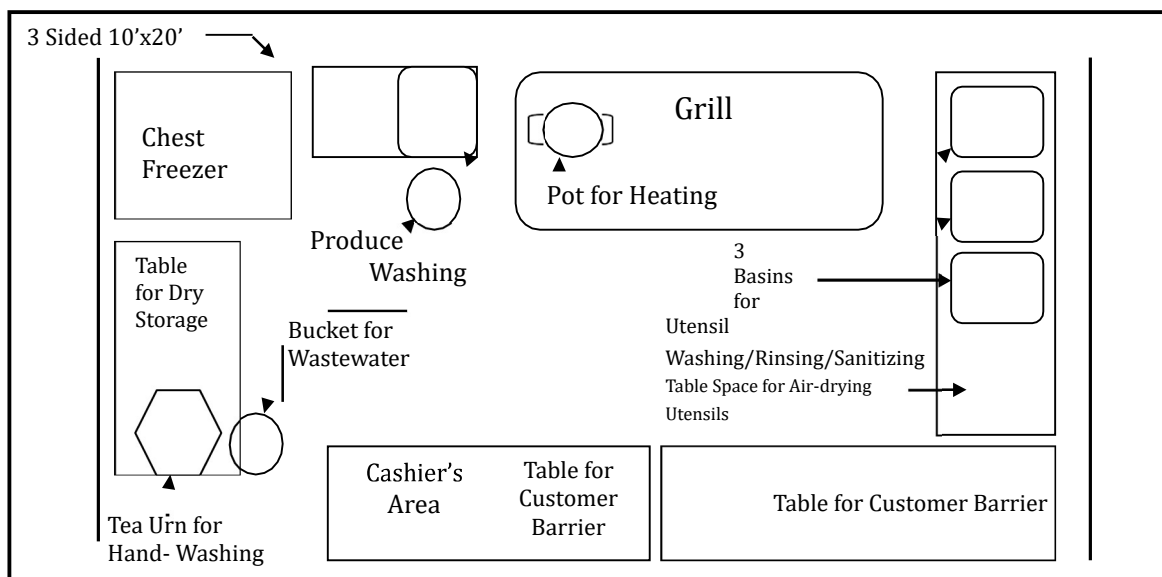 3 Sided 10’x20’
Chest
Freezer
Grill
Pot for Heating
Produce
Washing
Table
for Dry
Storage
Bucket for
Wastewater
3
Basins
for
Utensil
Washing/Rinsing/Sanitizing
Table Space for Air-drying
Utensils
Cashier's
Area
Table for
Customer
Barrier
Table for Customer Barrier
Tea Urn for
Hand- Washing